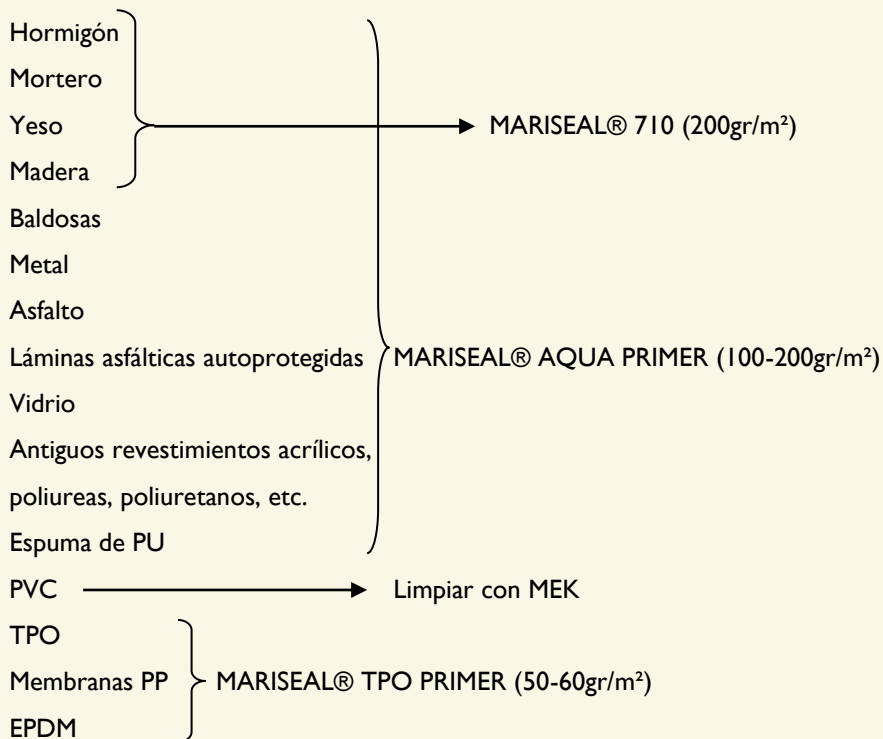 Hormigón
Mortero
Yeso MARISEAL® 710 (200gr/m²)
Madera
Baldosas
Metal
Asfalto
Láminas asfálticas autoprotegidas MARISEAL® AQUA PRIMER (100-200gr/m²)
Vidrio
Antiguos revestimientos acrílicos,
poliureas, poliuretanos, etc.
Espuma de PU
PVC Limpiar con MEK
TPO
Membranas PP MARISEAL® TPO PRIMER (50-60gr/m²)
EPDM